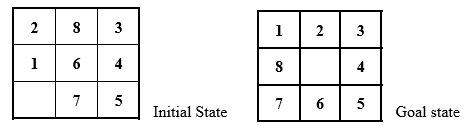 2 8 3
1 6 4
7 5
Initial State
1 2 3
8 4
7 6 5
Goal state